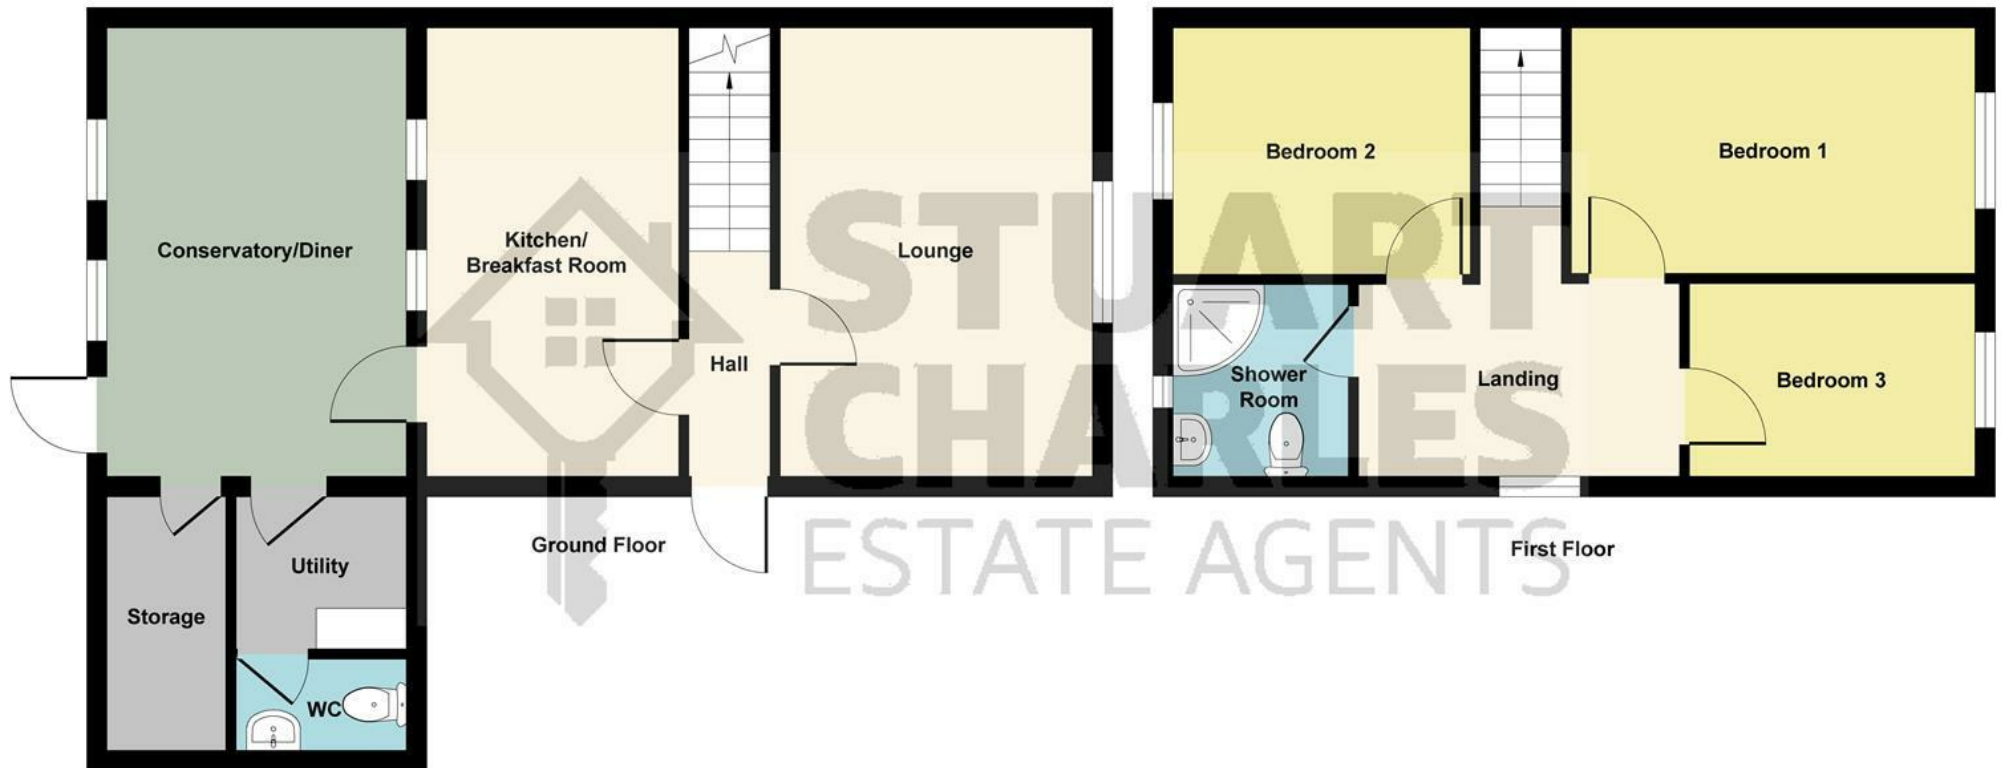 Conservatory/Diner
Kitchen/
Breakfast Room
Hall
Lounge
Storage
Utility
WC
Ground Floor
Bedroom 2
Bedroom 1
Shower
Room
Landing
Bedroom 3
First Floor
STUART
CHARLES
ESTATE AGENTS